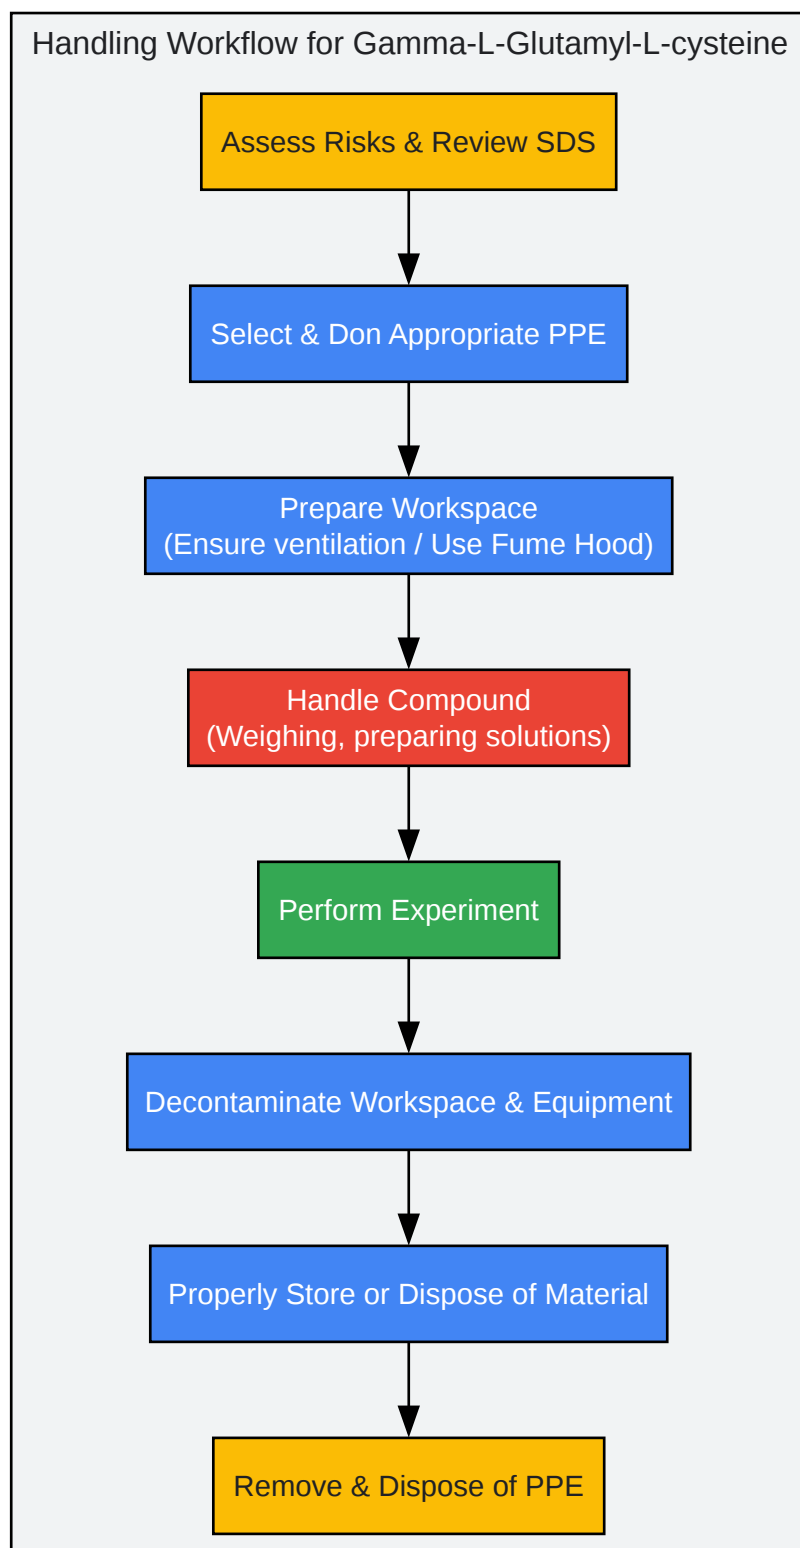 Handling Workflow for Gamma-L-Glutamyl-L-cysteine
Assess Risks & Review SDS
Select & Don Appropriate PPE
Prepare Workspace
(Ensure ventilation / Use Fume Hood)
Handle Compound
(Weighing, preparing solutions)
Perform Experiment
Decontaminate Workspace & Equipment
Properly Store or Dispose of Material
Remove & Dispose of PPE